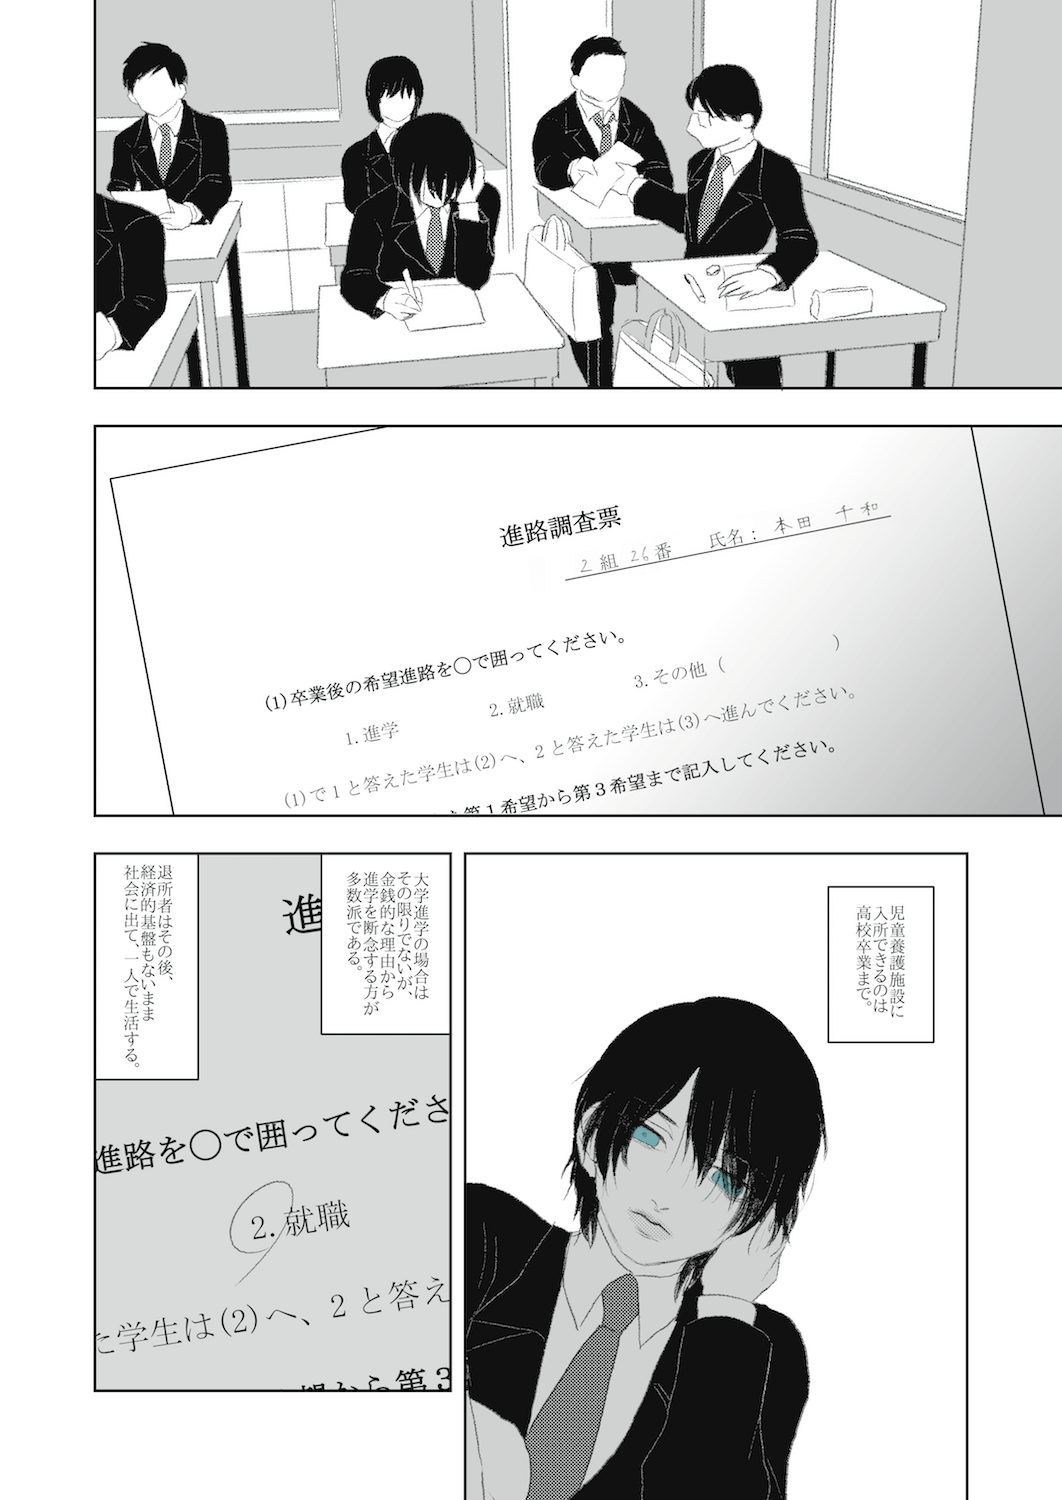 進路調査票
2組 26番 氏名: 本田 千和
(1)卒業後の希望進路を〇で囲ってください。
1.進学 2.就職 3.その他 ( )
(1)で1と答えた学生は(2)へ、2と答えた学生は(3)へ進んでください。
第1希望から第3希望まで記入してください。
児童養護施設に
入所できるのは
高校卒業まで。
大学進学の場合は
その限りでないが、
金銭的な理由から
進学を断念する方が
多数派である。
退所者はその後、
経済的基盤もないまま
社会に出て、一人で生活する。
進
進路を〇で囲ってくださ
2.就職
た学生は(2)へ、2と答え
から第3